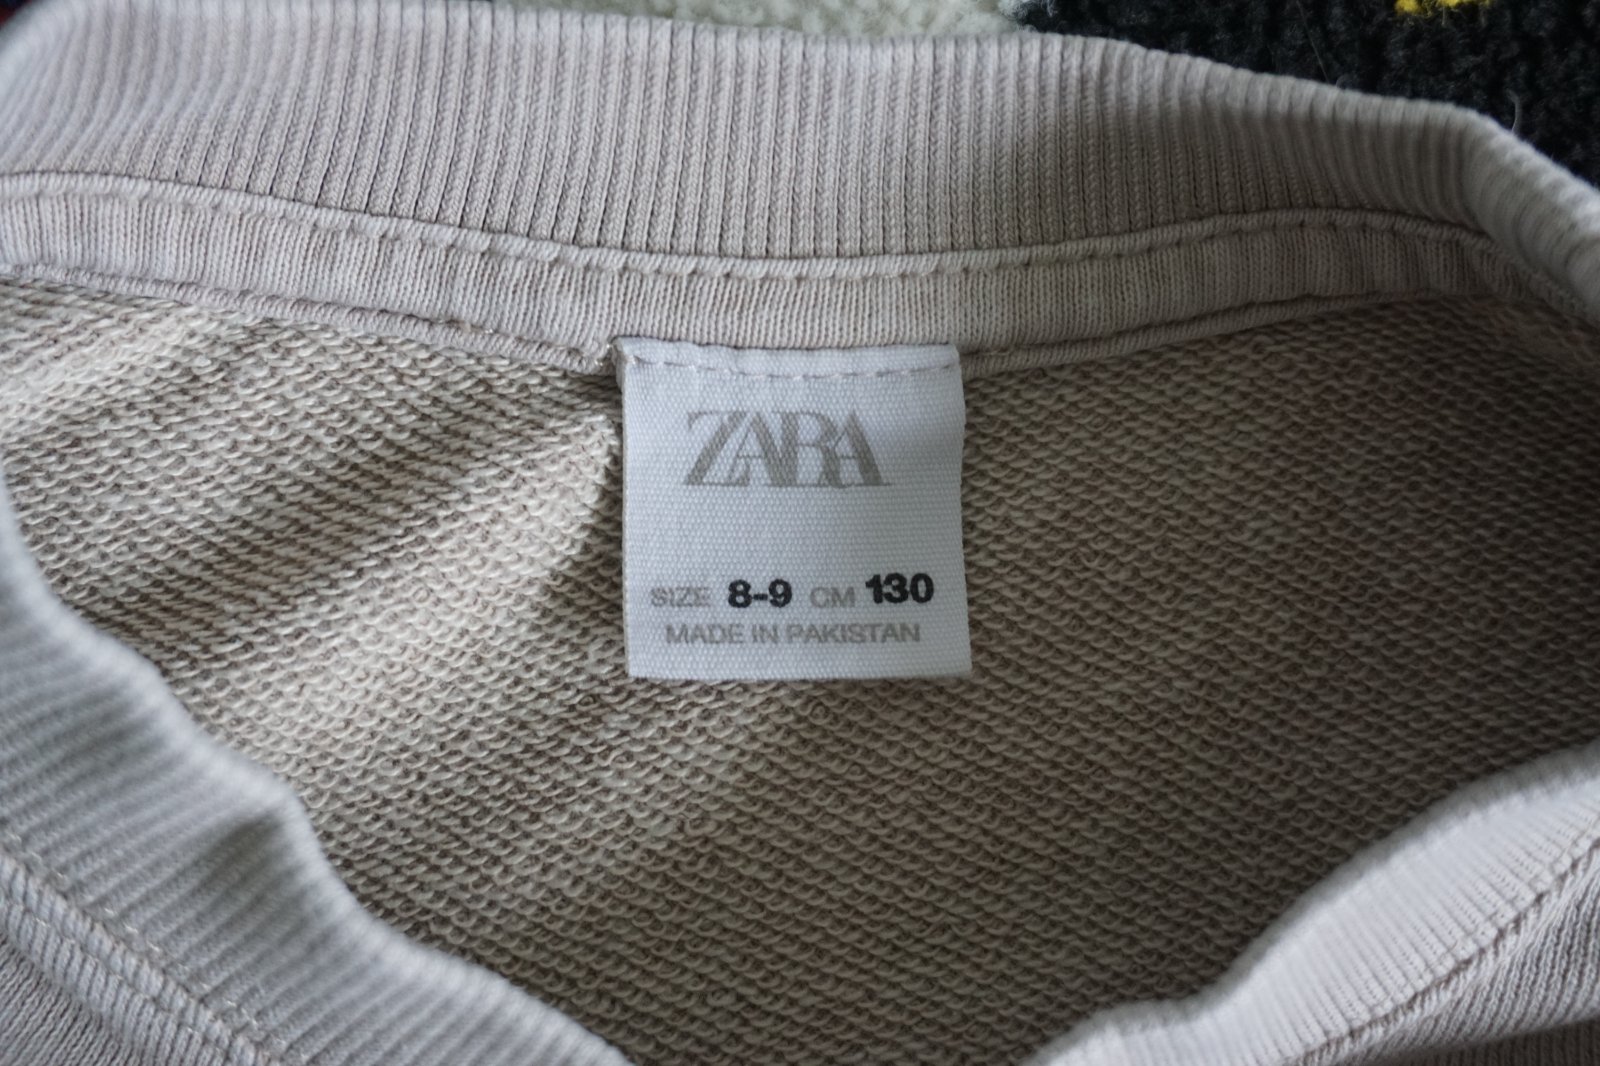 ZARA
SIZE 8-9 CM 130
MADE IN PAKISTAN